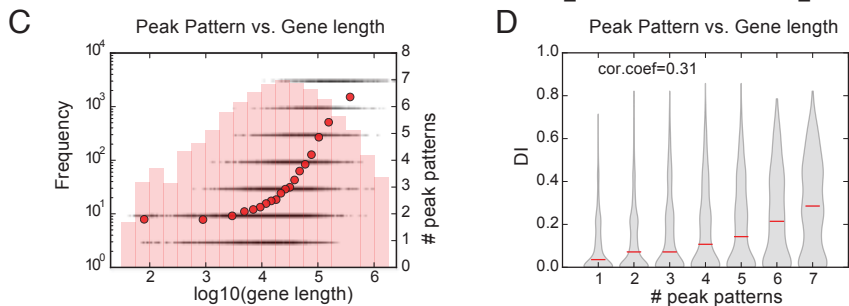 C
Peak Pattern vs. Gene length
10^4
10^3
10^2
10^1
10^0
Frequency
8
7
6
5
4
3
2
1
0
# peak patterns
2 3 4 5 6
log10(gene length)
D
Peak Pattern vs. Gene length
cor.coef=0.31
1.0
0.8
0.6
0.4
0.2
0.0
DI
1 2 3 4 5 6 7
# peak patterns